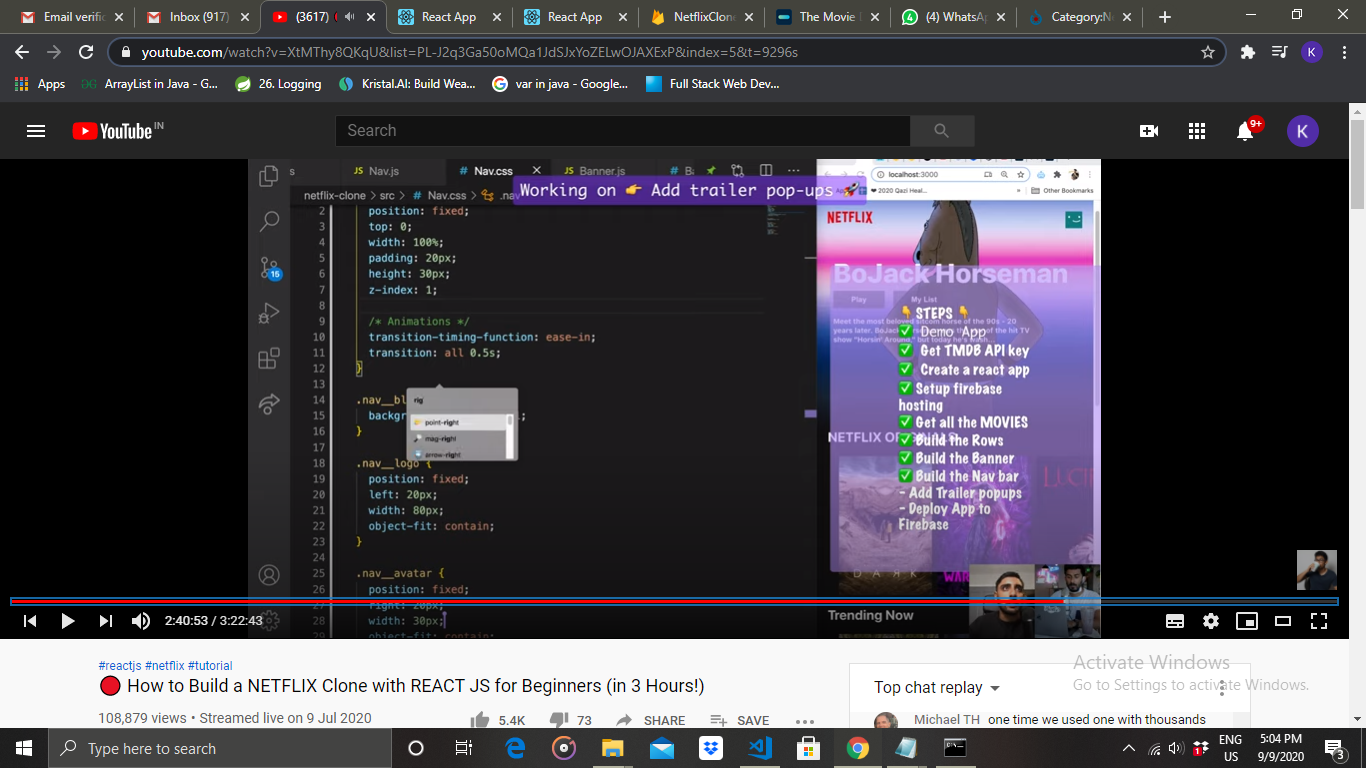 Email verific
Inbox (917)
(3617)
React App
React App
NetflixClone
The Movie
(4) WhatsAp
Category:N
youtube.com/watch?v=XtMThy8QKqU&list=PL-J2q3Ga50oMQa1JdSJxYoZELwOJAXExP&index=5&t=9296s
K
Apps
ArrayList in Java - G...
26. Logging
Kristal.AI: Build Wea...
var in java - Google...
Full Stack Web Dev...
YouTube IN
Search
9+
K
s
JS Nav.js
# Nav.css
JS Banner.js
# B
netflix-clone > src > # Nav.css > .nav
Working on 👉 Add trailer pop-ups 🚀
2 position: fixed;
3 top: 0;
4 width: 100%;
5 padding: 20px;
6 height: 30px;
7 z-index: 1;
8
9 /* Animations */
10 transition-timing-function: ease-in;
11 transition: all 0.5s;
12 }
13
14 .nav__bl
15 backgr
16 }
17
18 .nav__logo {
19 position: fixed;
20 left: 20px;
21 width: 80px;
22 object-fit: contain;
23 }
24
25 .nav__avatar {
26 position: fixed;
27 right: 20px;
28 width: 30px;
29 object-fit: contain;
rig
point-right
mag-right
arrow-right
15
localhost:3000
2020 Qazi Heal...
» Other Bookmarks
NETFLIX
BoJack Horseman
Play
My List
Meet the most beloved sitcom horse of the 90s - 20
years later. BoJack
of the hit TV
show "Horsin' Around," but today he's
👇 STEPS 👇
✅ Demo App
✅ Get TMDB API key
✅ Create a react app
✅ Setup firebase
hosting
✅ Get all the MOVIES
✅ Build the Rows
✅ Build the Banner
✅ Build the Nav bar
- Add Trailer popups
- Deploy App to
Firebase
NETFLIX
LUCI
DARK
Trending Now
2:40:53 / 3:22:43
#reactjs #netflix #tutorial
🔴 How to Build a NETFLIX Clone with REACT JS for Beginners (in 3 Hours!)
108,879 views • Streamed live on 9 Jul 2020
5.4K
73
SHARE
SAVE
Top chat replay
Michael TH one time we used one with thousands
Activate Windows
Go to Settings to activate Windows.
Type here to search
ENG
US
5:04 PM
9/9/2020
3